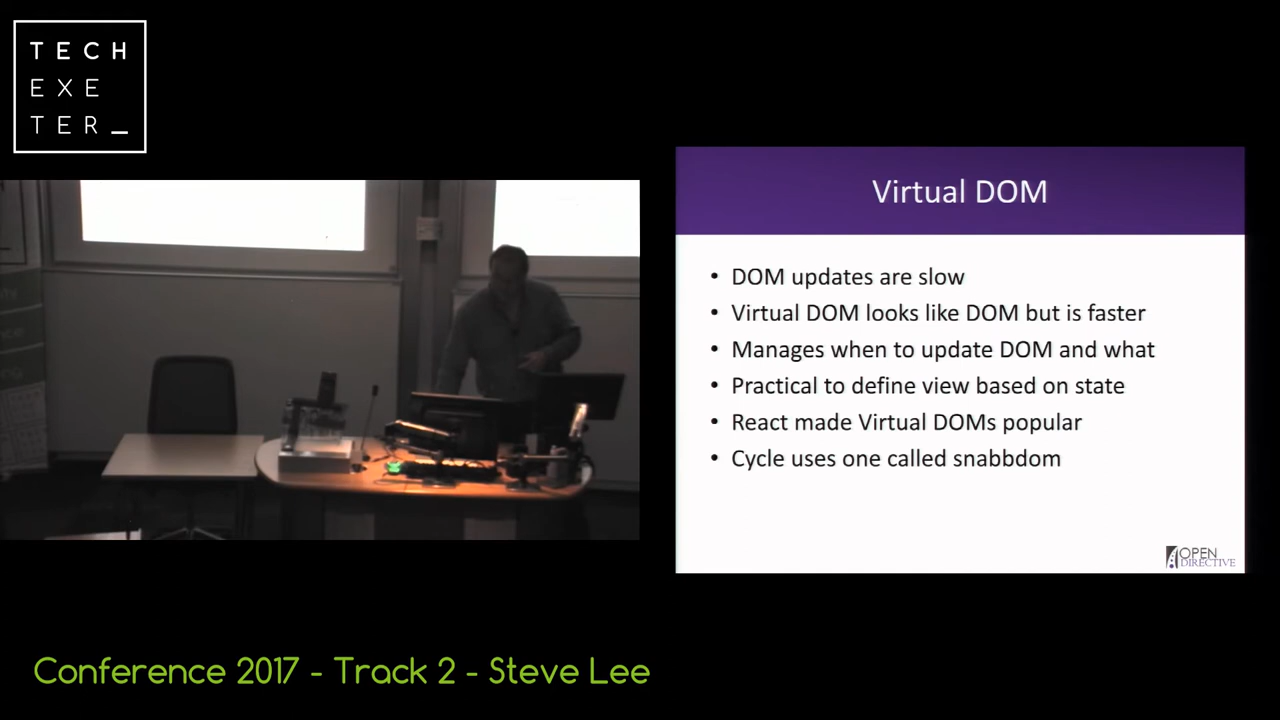 TECH
EXE
TER_
Virtual DOM
• DOM updates are slow
• Virtual DOM looks like DOM but is faster
• Manages when to update DOM and what
• Practical to define view based on state
• React made Virtual DOMs popular
• Cycle uses one called snabbdom
OPEN
DIRECTIVE
Conference 2017 - Track 2 - Steve Lee